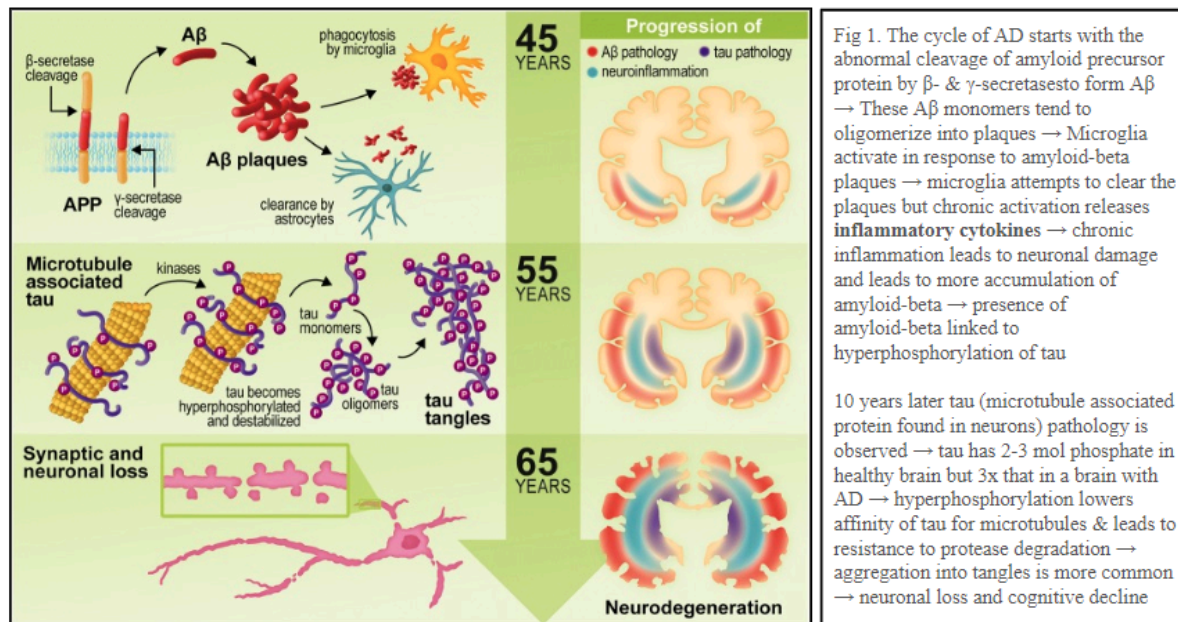 β-secretase
cleavage
Aβ
APP
γ-secretase
cleavage
Aβ plaques
phagocytosis
by microglia
clearance by
astrocytes
45
YEARS
Progression of
Aβ pathology
tau pathology
neuroinflammation
Microtubule
associated
tau
kinases
P
P
P
P
P
P
P
P
P
P
P
P
tau becomes
hyperphosphorylated
and destabilized
tau
monomers
tau
oligomers
tau
tangles
55
YEARS
Synaptic and
neuronal loss
65
YEARS
Neurodegeneration
Fig 1. The cycle of AD starts with the
abnormal cleavage of amyloid precursor
protein by β- & γ-secretasesto form Aβ
→ These Aβ monomers tend to
oligomerize into plaques → Microglia
activate in response to amyloid-beta
plaques → microglia attempts to clear the
plaques but chronic activation releases
inflammatory cytokines → chronic
inflammation leads to neuronal damage
and leads to more accumulation of
amyloid-beta → presence of
amyloid-beta linked to
hyperphosphorylation of tau
10 years later tau (microtubule associated
protein found in neurons) pathology is
observed → tau has 2-3 mol phosphate in
healthy brain but 3x that in a brain with
AD → hyperphosphorylation lowers
affinity of tau for microtubules & leads to
resistance to protease degradation →
aggregation into tangles is more common
→ neuronal loss and cognitive decline